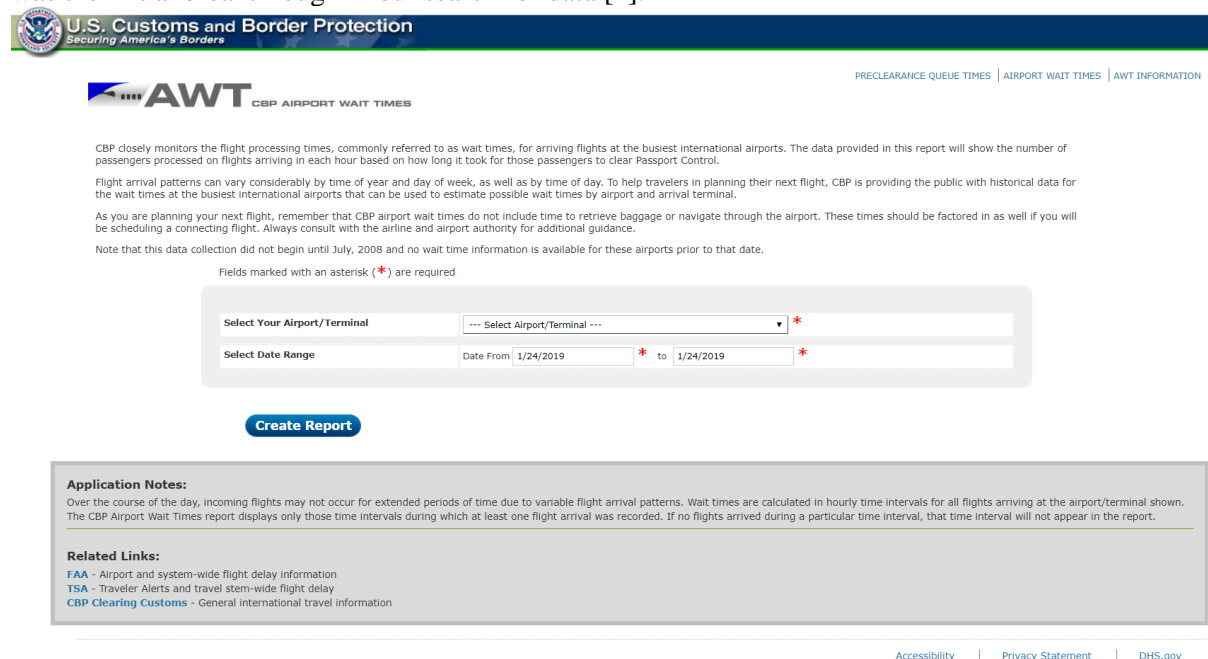 U.S. Customs and Border Protection
Securing America's Borders
PRECLEARANCE QUEUE TIMES | AIRPORT WAIT TIMES | AWT INFORMATION
AWT CBP AIRPORT WAIT TIMES
CBP closely monitors the flight processing times, commonly referred to as wait times, for arriving flights at the busiest international airports. The data provided in this report will show the number of
passengers processed on flights arriving in each hour based on how long it took for those passengers to clear Passport Control.
Flight arrival patterns can vary considerably by time of year and day of week, as well as by time of day. To help travelers in planning their next flight, CBP is providing the public with historical data for
the wait times at the busiest international airports that can be used to estimate possible wait times by airport and arrival terminal.
As you are planning your next flight, remember that CBP airport wait times do not include time to retrieve baggage or navigate through the airport. These times should be factored in as well if you will
be scheduling a connecting flight. Always consult with the airline and airport authority for additional guidance.
Note that this data collection did not begin until July, 2008 and no wait time information is available for these airports prior to that date.
Fields marked with an asterisk (*) are required
Select Your Airport/Terminal --- Select Airport/Terminal --- *
Select Date Range Date From 1/24/2019 * to 1/24/2019 *
Create Report
Application Notes:
Over the course of the day, incoming flights may not occur for extended periods of time due to variable flight arrival patterns. Wait times are calculated in hourly time intervals for all flights arriving at the airport/terminal shown.
The CBP Airport Wait Times report displays only those time intervals during which at least one flight arrival was recorded. If no flights arrived during a particular time interval, that time interval will not appear in the report.
Related Links:
FAA - Airport and system-wide flight delay information
TSA - Traveler Alerts and travel stem-wide flight delay
CBP Clearing Customs - General international travel information
Accessibility | Privacy Statement | DHS.gov